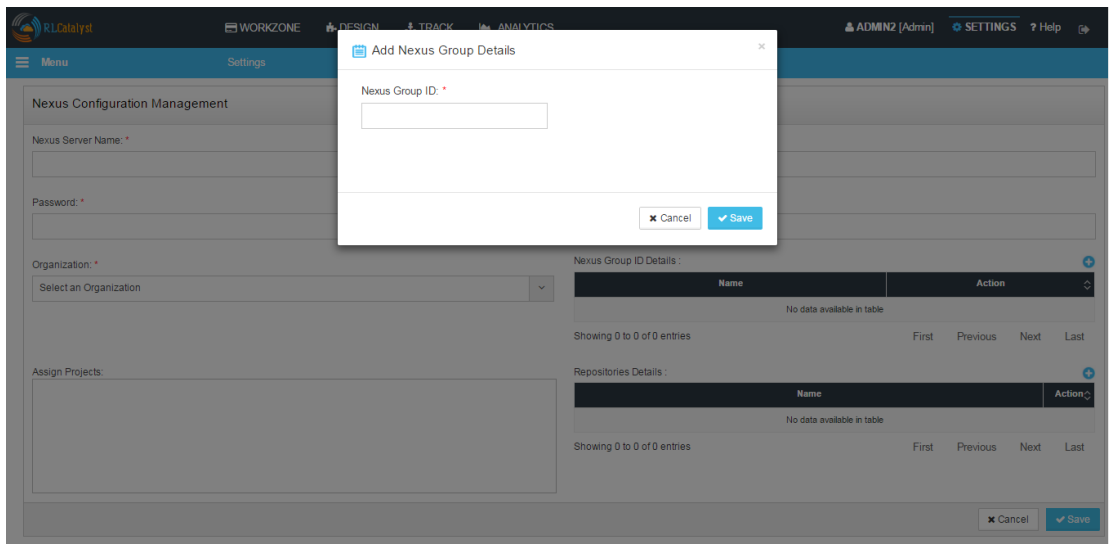 RLCatalyst WORKZONE DESIGN TRACK ANALYTICS ADMIN2 [Admin] SETTINGS ? Help
Menu Settings
Add Nexus Group Details ×
Nexus Group ID: *
Cancel Save
Nexus Configuration Management
Nexus Server Name: *
Password: *
Organization: *
Select an Organization
Nexus Group ID Details :
Name Action
No data available in table
Showing 0 to 0 of 0 entries First Previous Next Last
Assign Projects:
Repositories Details :
Name Action
No data available in table
Showing 0 to 0 of 0 entries First Previous Next Last
Cancel Save